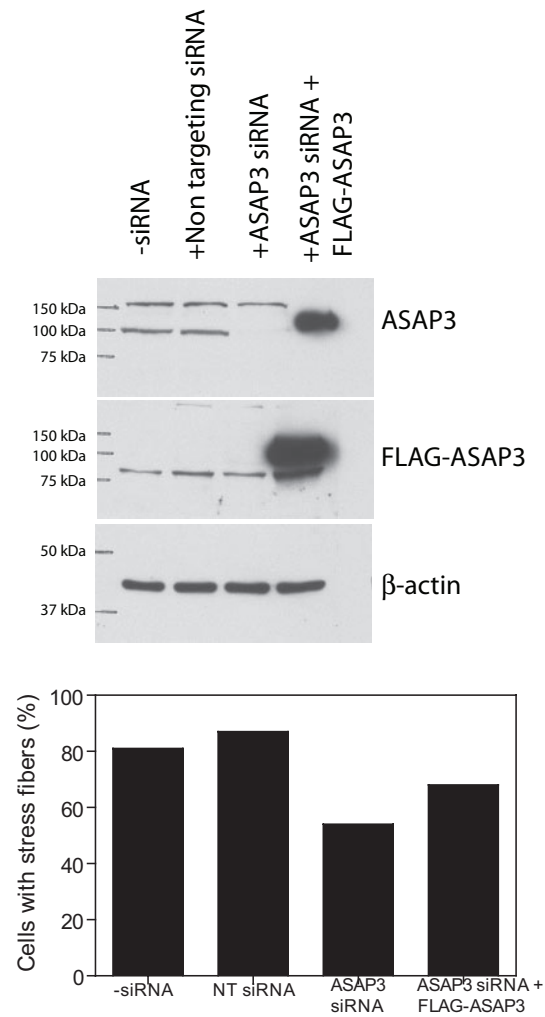 -siRNA
+Non targeting siRNA
+ASAP3 siRNA
+ASAP3 siRNA +
FLAG-ASAP3
150 kDa
100 kDa
75 kDa
ASAP3
150 kDa
100 kDa
75 kDa
FLAG-ASAP3
50 kDa
37 kDa
β-actin
Cells with stress fibers (%)
100
80
60
40
20
0
-siRNA
NT siRNA
ASAP3
siRNA
ASAP3 siRNA +
FLAG-ASAP3